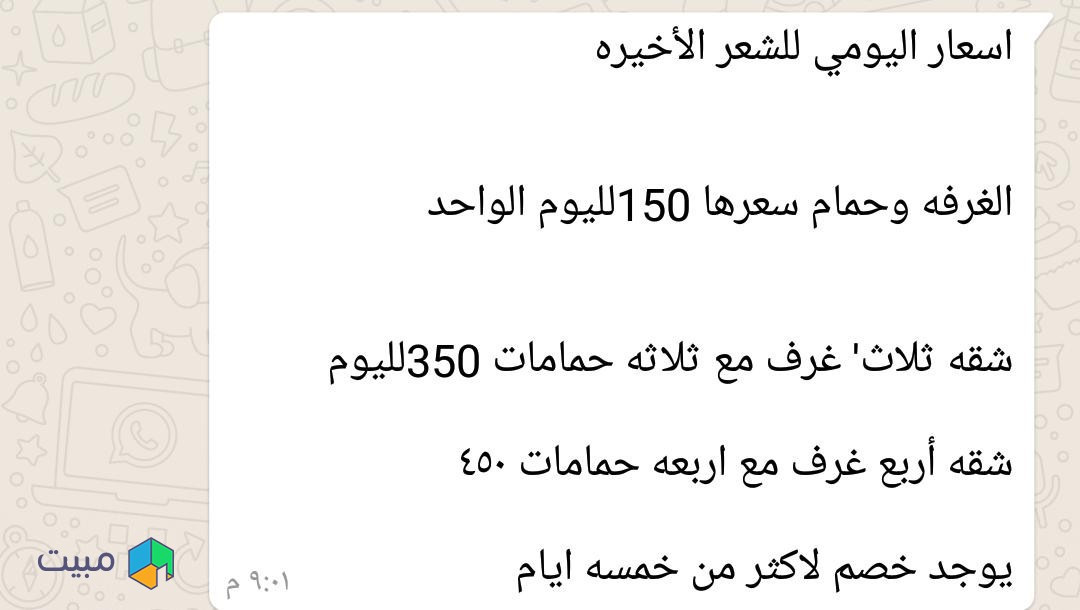 اسعار اليومي للشعر الأخيره
الغرفه وحمام سعرها 150لليوم الواحد
شقه ثلاث' غرف مع ثلاثه حمامات 350لليوم
شقه أربع غرف مع اربعه حمامات ٤٥٠
يوجد خصم لاكثر من خمسه ايام
٩:٠١ م
مبيت